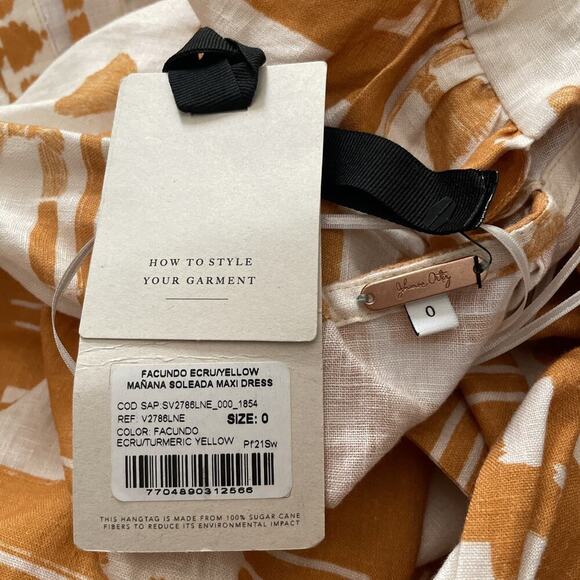 HOW TO STYLE
YOUR GARMENT
FACUNDO ECRU/YELLOW
MAÑANA SOLEADA MAXI DRESS
COD SAP SV2786LNE_000_1854
REF: V2786LNE SIZE: 0
COLOR: FACUNDO
ECRU/TURMERIC YELLOW Pf21Sw
7704890312566
THIS HANGTAG IS MADE FROM 100% SUGAR CANE
FIBERS TO REDUCE ITS ENVIRONMENTAL IMPACT
Johanna Ortiz
0